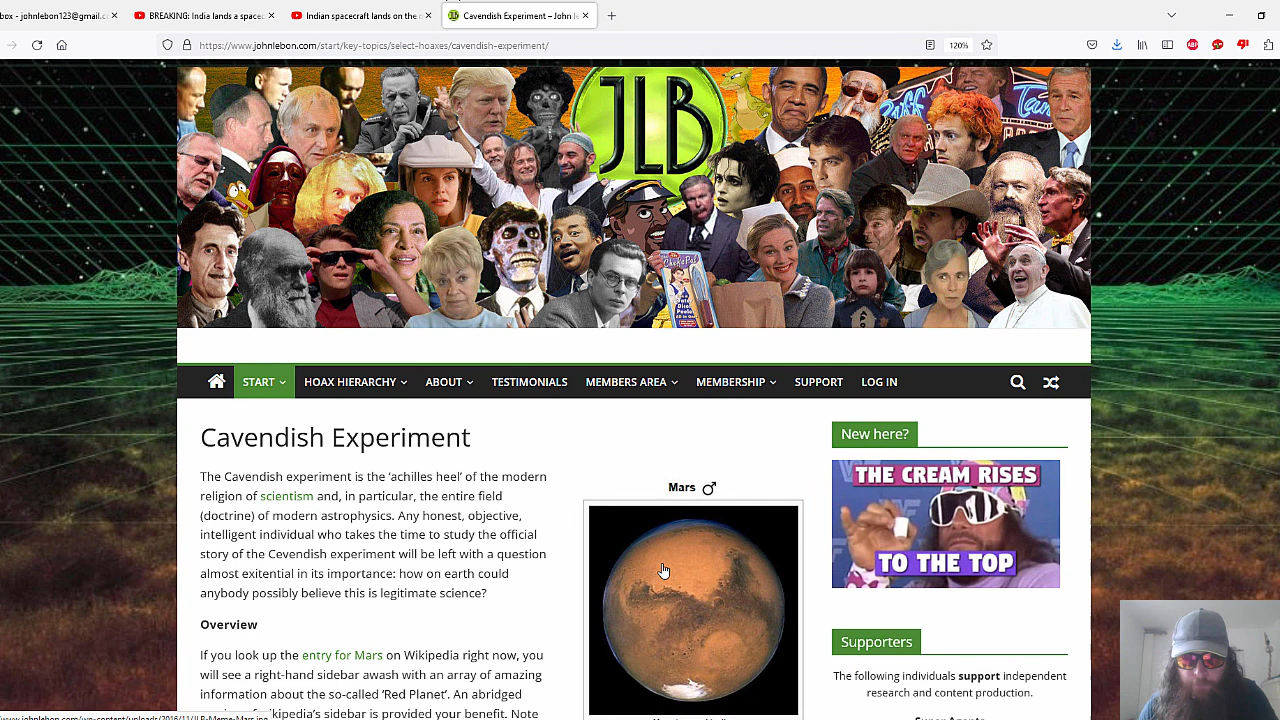 box - johnlebon123@gmail.c
BREAKING: India lands a spacec
Indian spacecraft lands on the m
Cavendish Experiment – John le
https://www.johnlebon.com/start/key-topics/select-hoaxes/cavendish-experiment/
120%
JLB
START
HOAX HIERARCHY
ABOUT
TESTIMONIALS
MEMBERS AREA
MEMBERSHIP
SUPPORT
LOG IN
Cavendish Experiment
The Cavendish experiment is the ‘achilles heel’ of the modern
religion of scientism and, in particular, the entire field
(doctrine) of modern astrophysics. Any honest, objective,
intelligent individual who takes the time to study the official
story of the Cavendish experiment will be left with a question
almost existential in its importance: how on earth could
anybody possibly believe this is legitimate science?
Overview
If you look up the entry for Mars on Wikipedia right now, you
will see a right-hand sidebar awash with an array of amazing
information about the so-called ‘Red Planet’. An abridged
ikipedia’s sidebar is provided your benefit. Note
Mars ♂
New here?
THE CREAM RISES
TO THE TOP
Supporters
The following individuals support independent
research and content production.